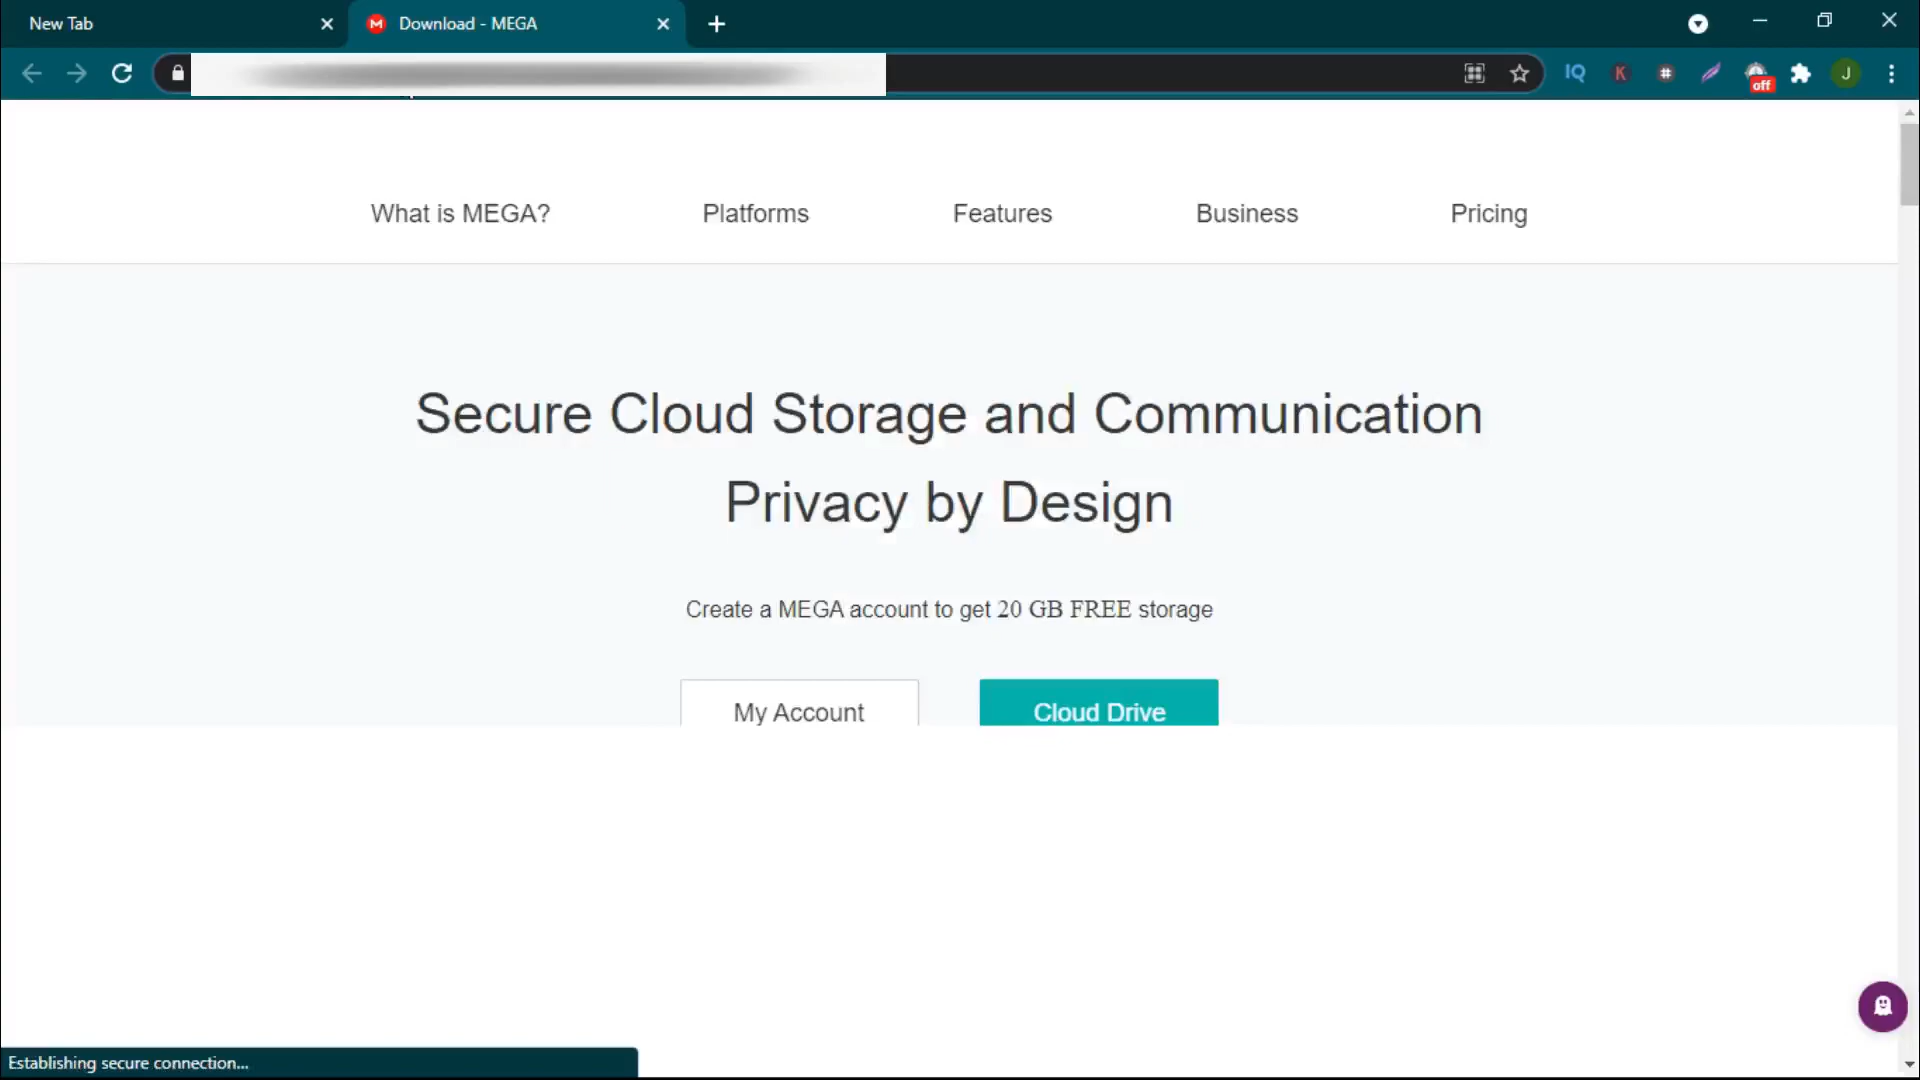 New Tab
Download - MEGA
IQ
K
#
off
J
What is MEGA?
Platforms
Features
Business
Pricing
Secure Cloud Storage and Communication
Privacy by Design
Create a MEGA account to get 20 GB FREE storage
My Account
Cloud Drive
Establishing secure connection...